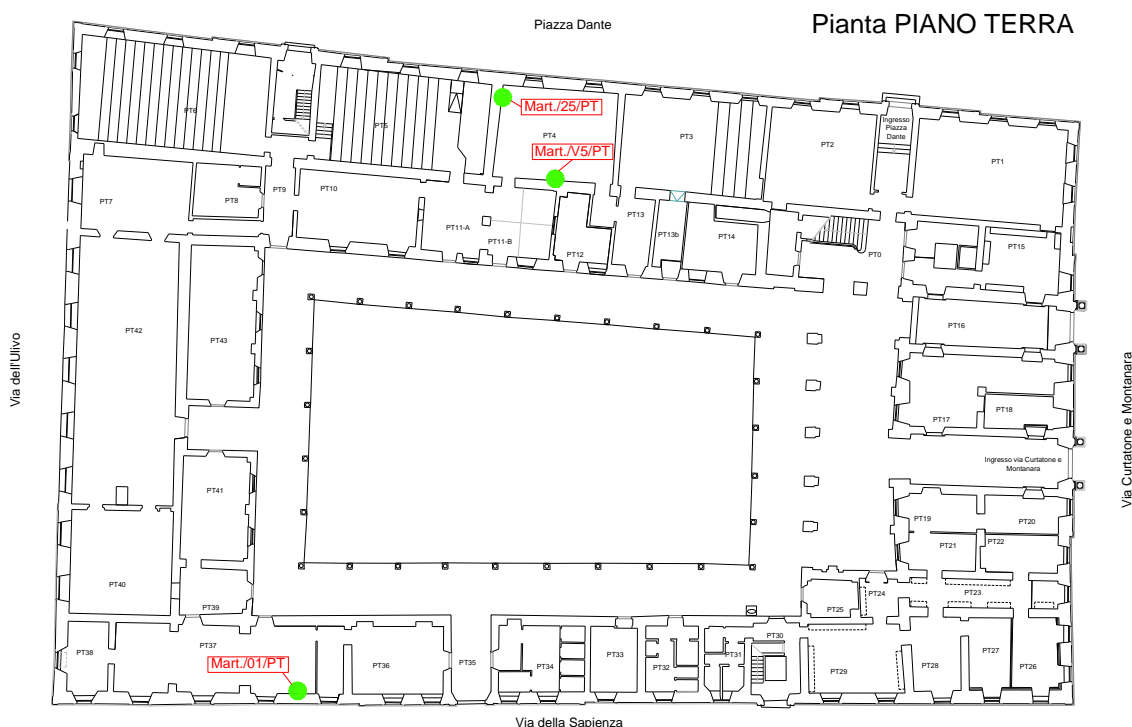 Piazza Dante
Pianta PIANO TERRA
Mart./25/PT
Ingresso
Piazza
Dante
PT6
PT5
PT4
PT3
PT2
PT1
Mart./V5/PT
PT7
PT8
PT9
PT10
PT11-A
PT11-B
PT12
PT13
PT13b
PT14
PT0
PT15
PT16
PT42
PT43
Via dell'Ulivo
Via Curtatone e Montanara
PT17
PT18
Ingresso via Curtatone e
Montanara
PT41
PT19
PT20
PT21
PT22
PT40
PT39
PT25
PT24
PT23
PT38
PT37
Mart./01/PT
PT36
PT35
PT34
PT33
PT32
PT31
PT30
PT29
PT28
PT27
PT26
Via della Sapienza